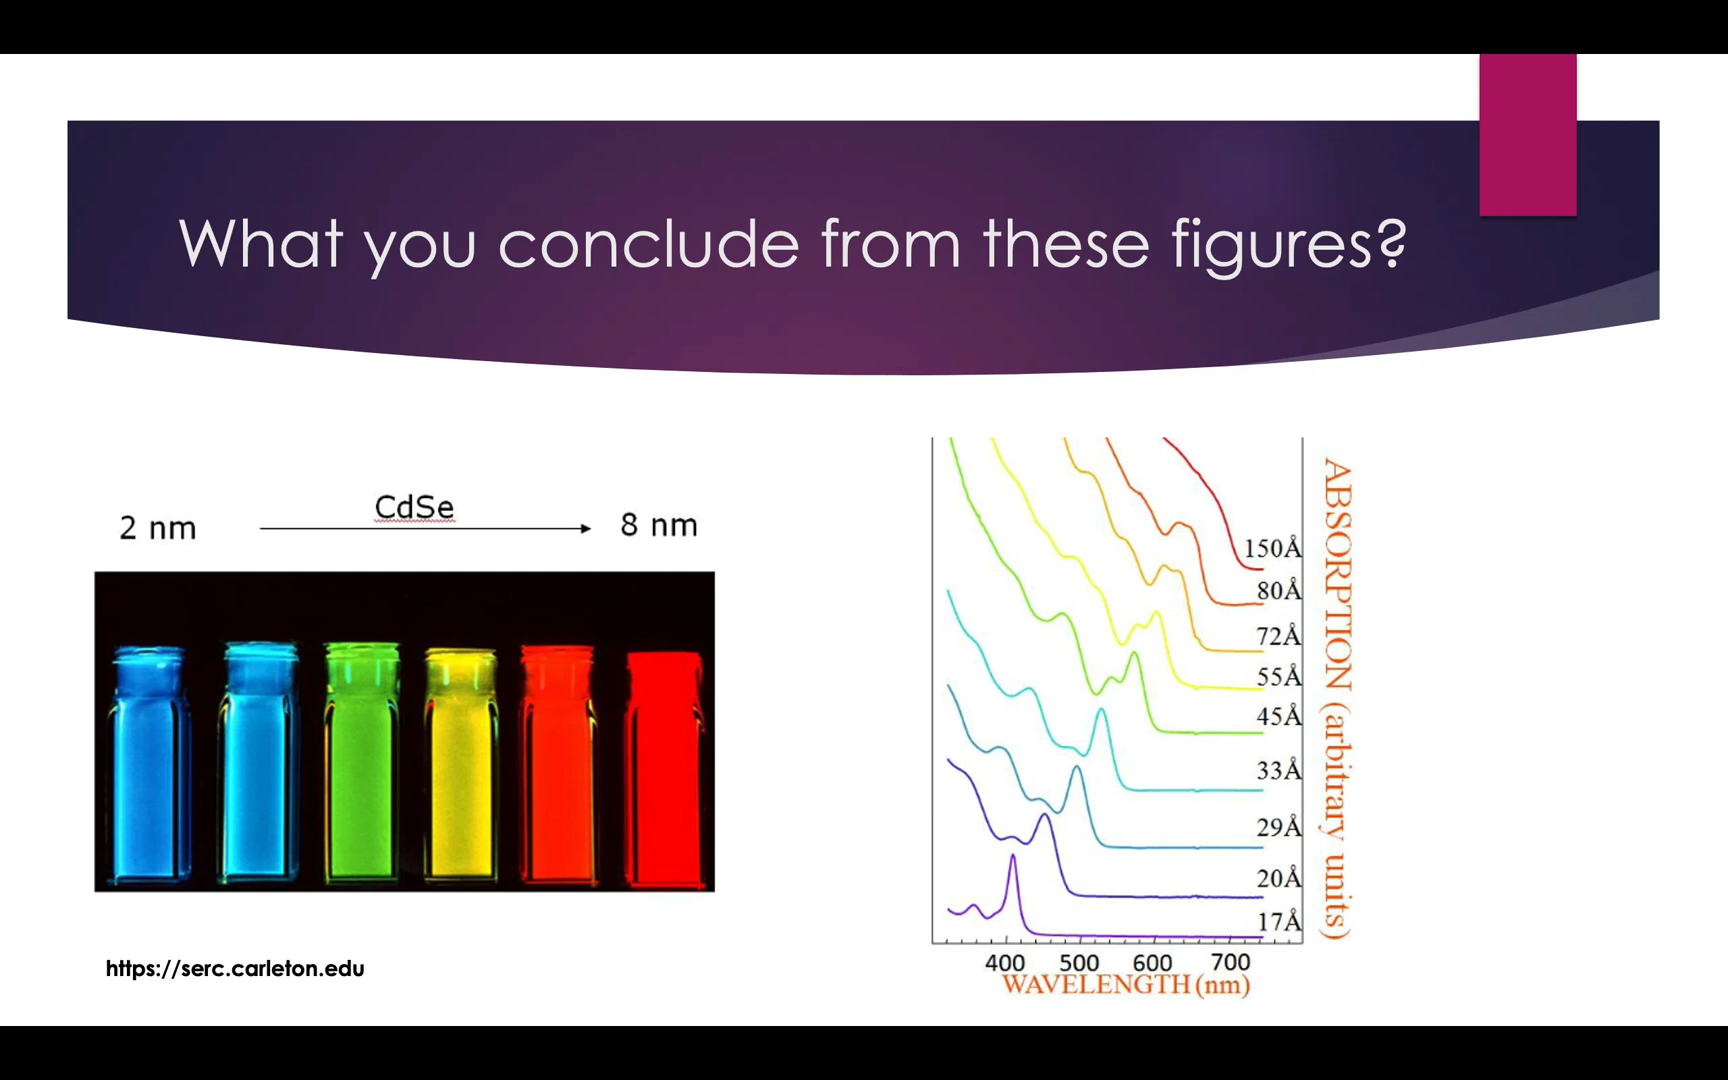 What you conclude from these figures?
2 nm
CdSe
8 nm
https://serc.carleton.edu
150Å
80Å
72Å
55Å
45Å
33Å
29Å
20Å
17Å
400 500 600 700
WAVELENGTH (nm)
ABSORPTION (arbitrary units)